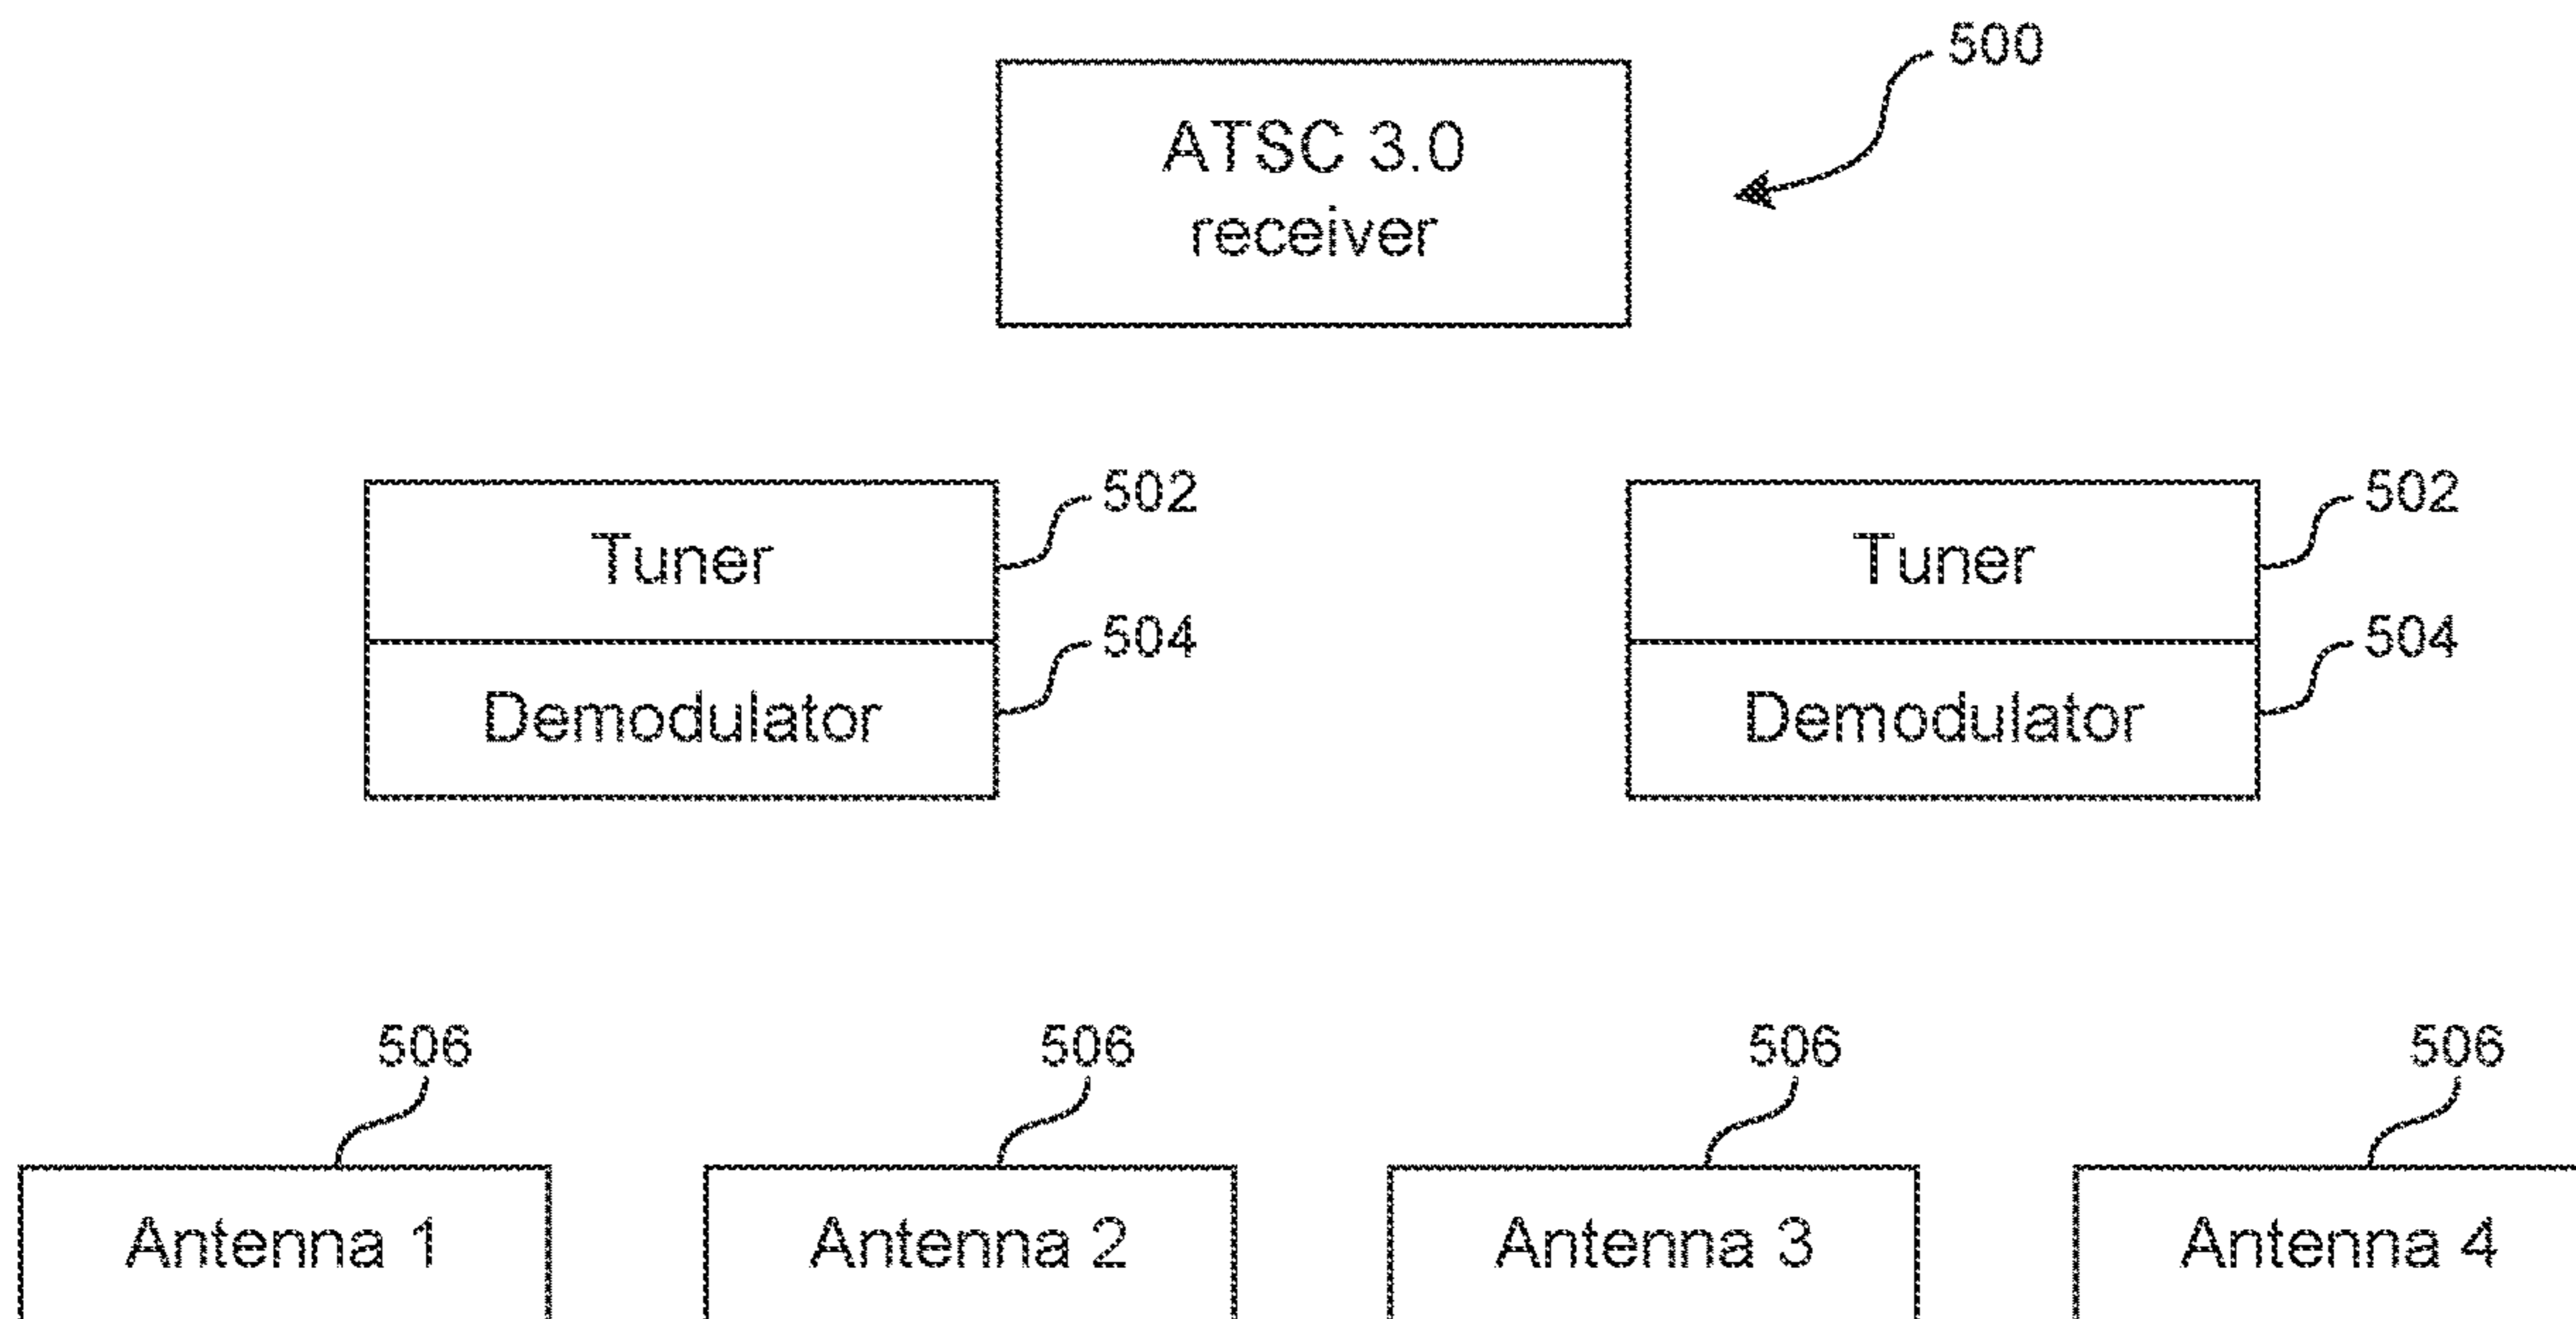 500
ATSC 3.0
receiver
502
Tuner
504
Demodulator
502
Tuner
504
Demodulator
506
506
506
506
Antenna 1
Antenna 2
Antenna 3
Antenna 4